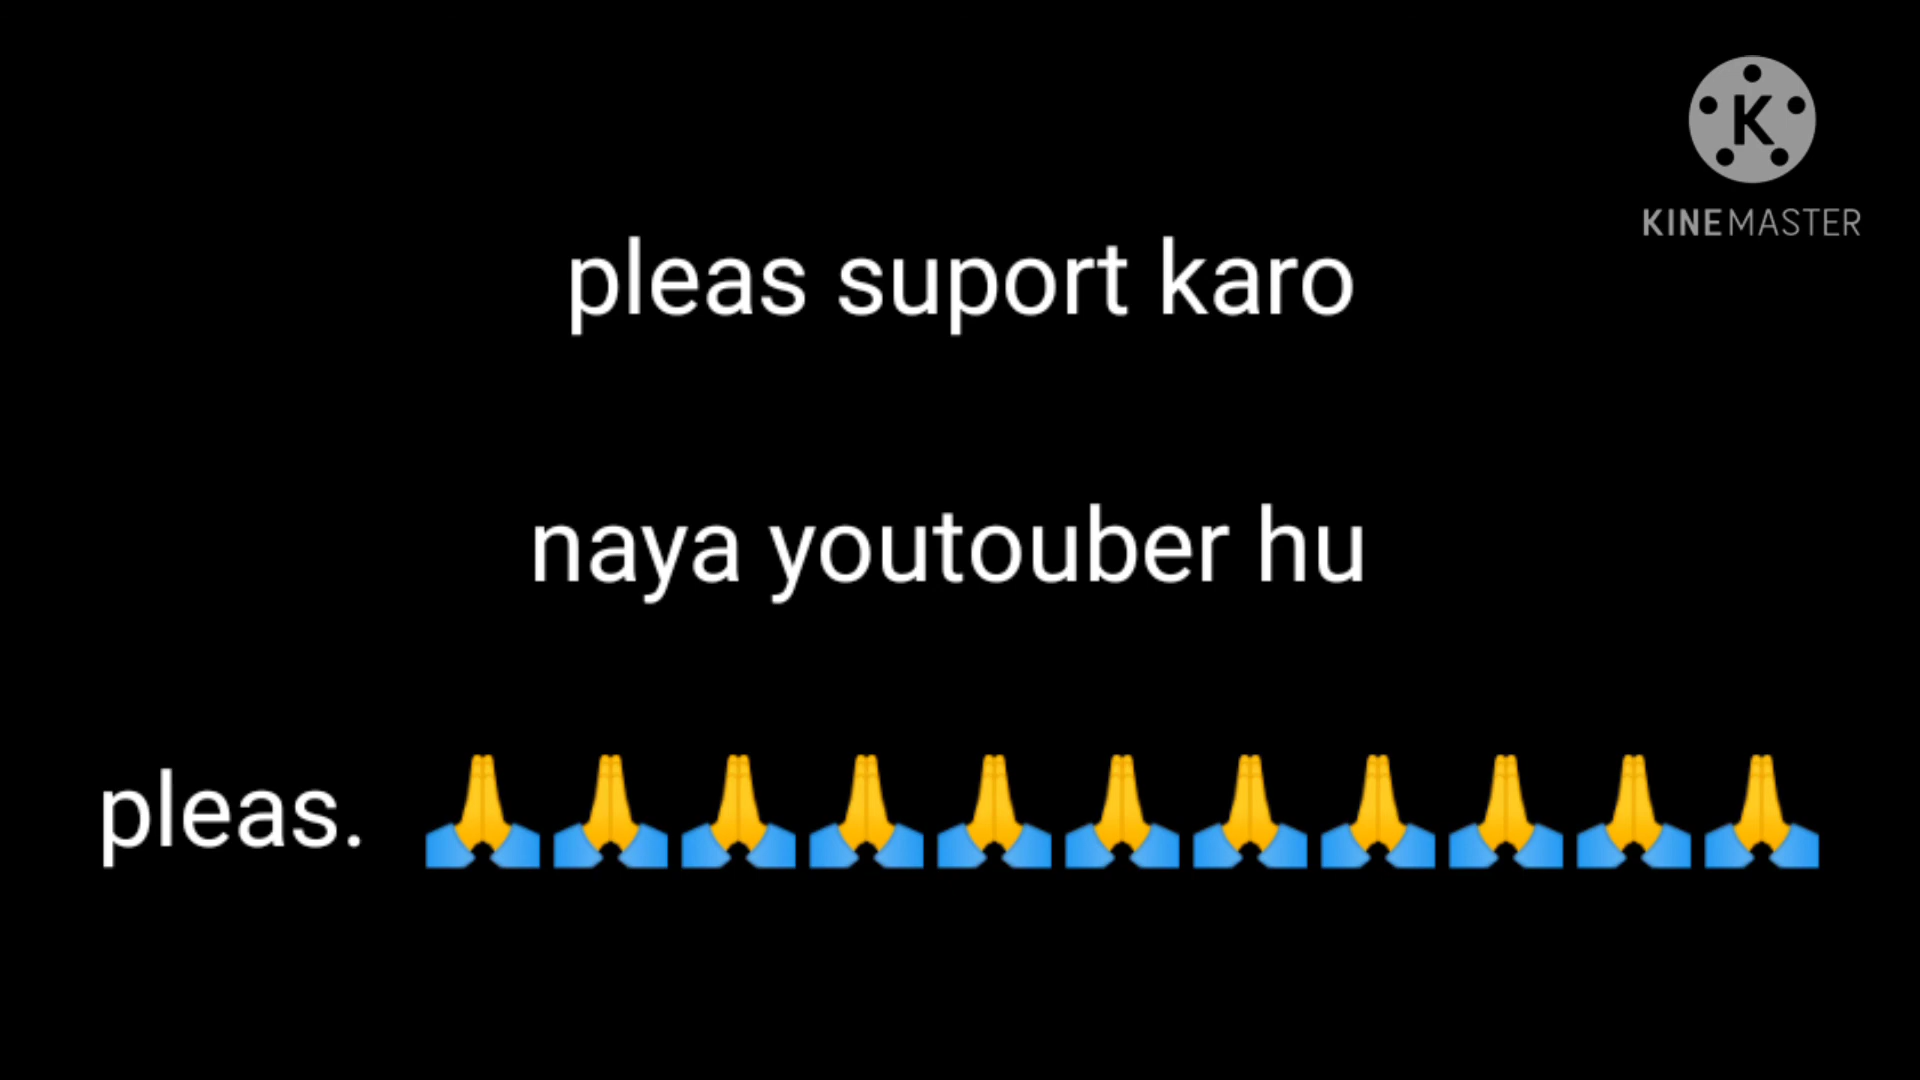 K
KINEMASTER
pleas suport karo
naya youtouber hu
pleas. 🙏🙏🙏🙏🙏🙏🙏🙏🙏🙏🙏